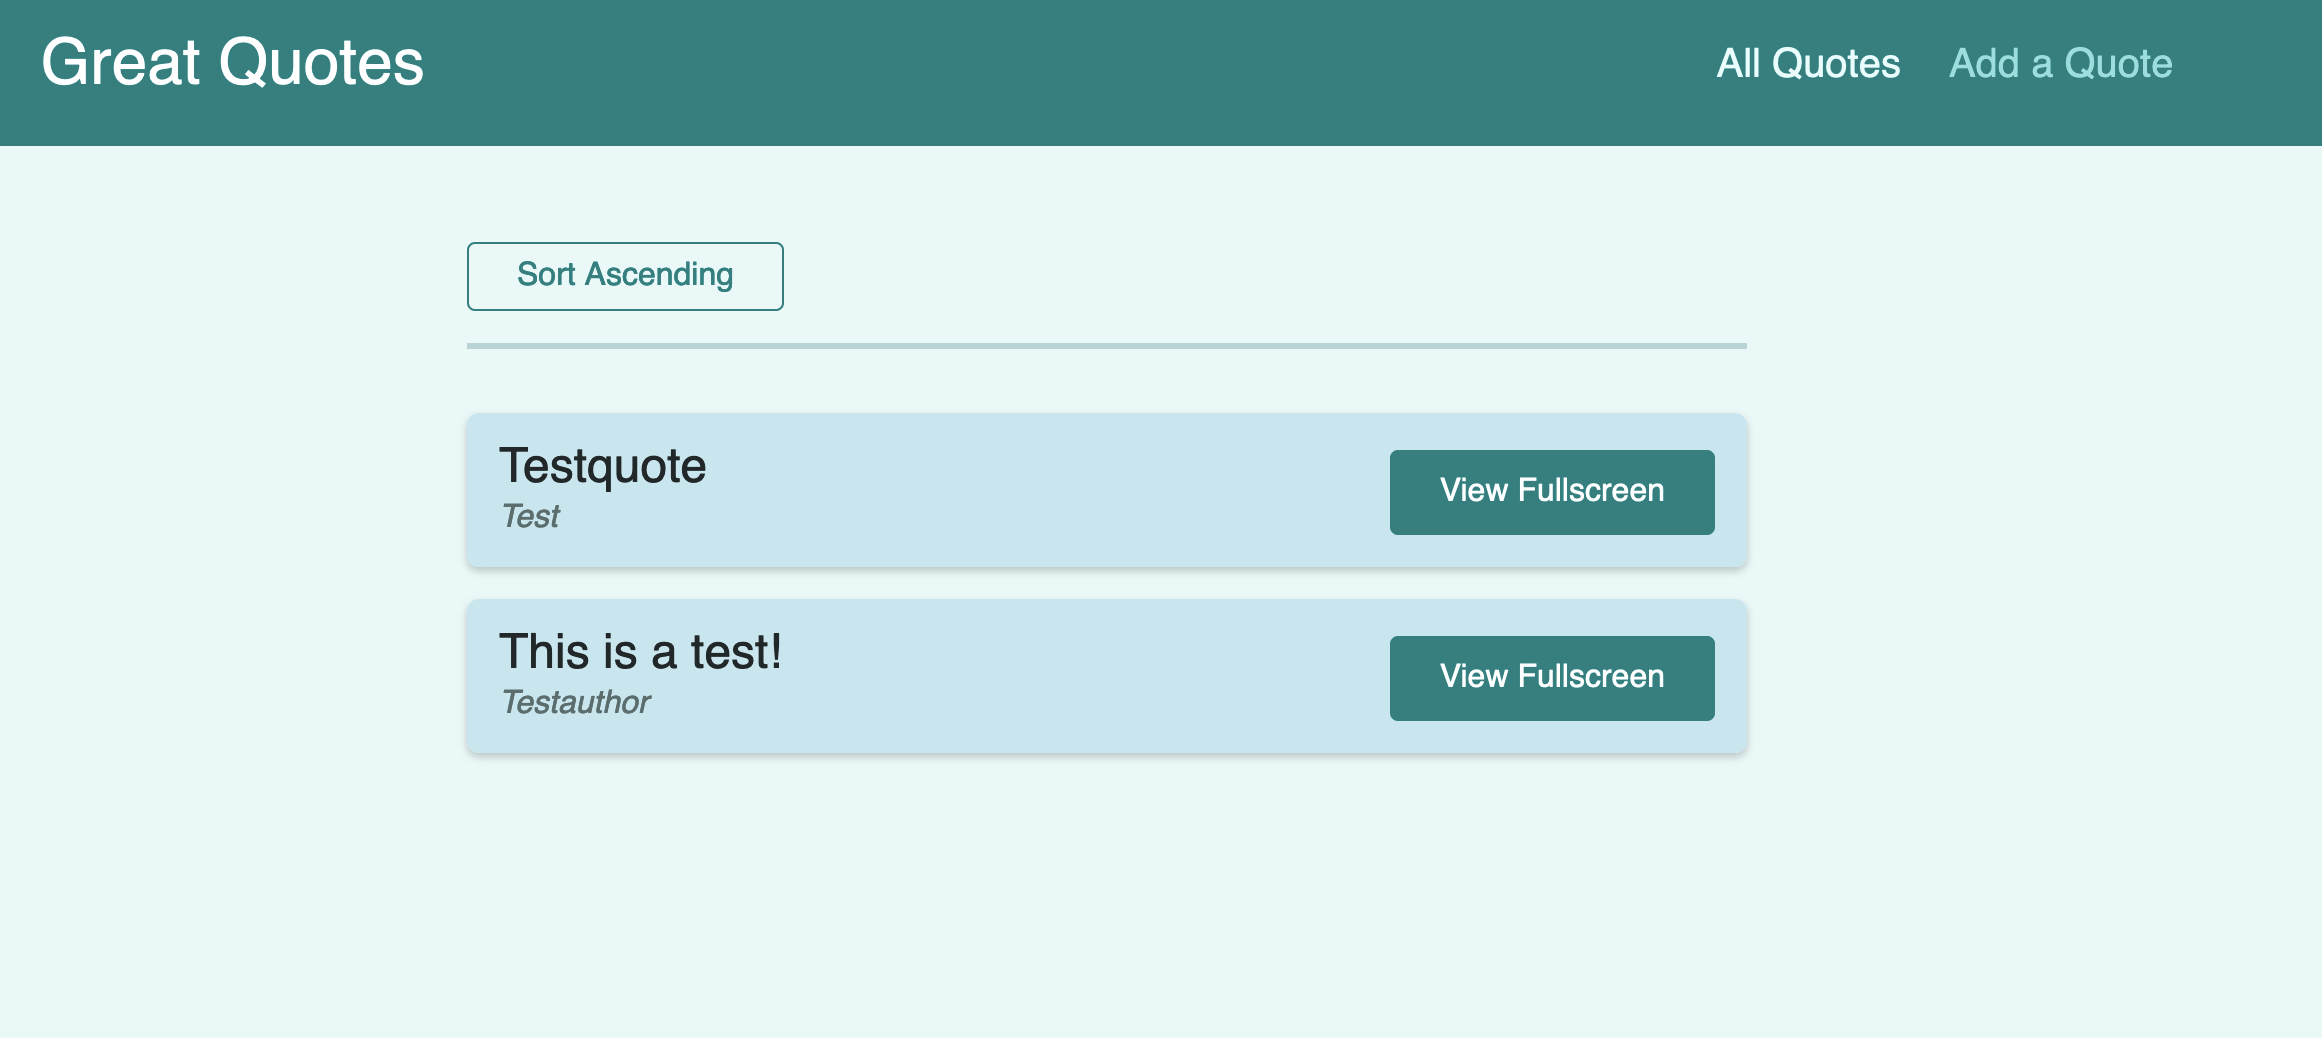 Great Quotes
All Quotes
Add a Quote
Sort Ascending
Testquote
Test
View Fullscreen
This is a test!
Testauthor
View Fullscreen